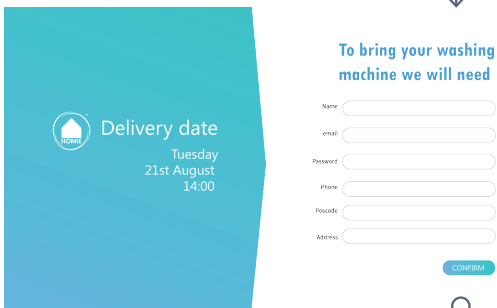 HOMIE
Delivery date
Tuesday
21st August
14:00
To bring your washing
machine we will need
Name
email
Password
Phone
Poscode
Address
CONFIRM